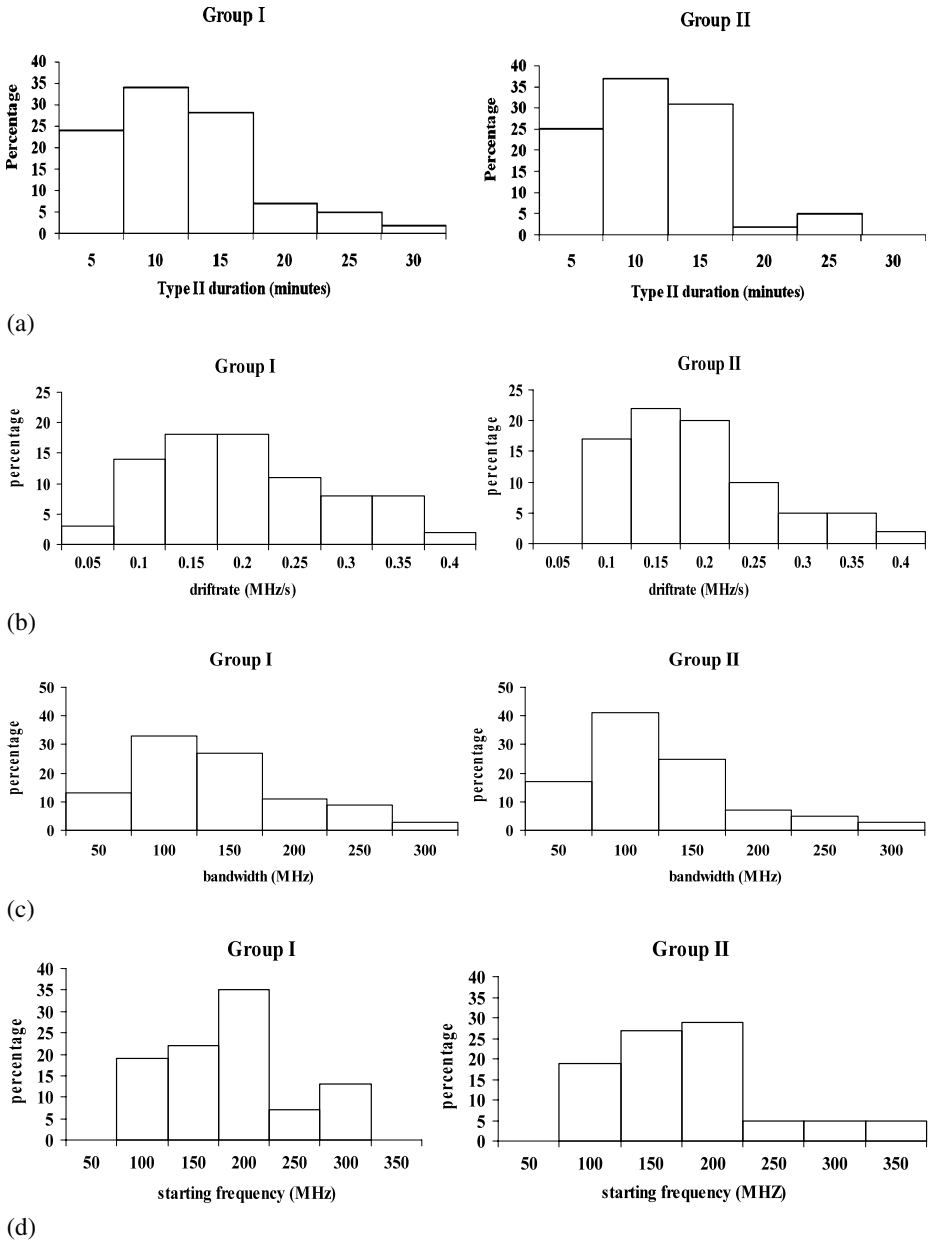 Group I
Percentage
40
35
30
25
20
15
10
5
0
5 10 15 20 25 30
Type II duration (minutes)
Group II
Percentage
40
35
30
25
20
15
10
5
0
5 10 15 20 25 30
Type II duration (minutes)
(a)
Group I
percentage
25
20
15
10
5
0
0.05 0.1 0.15 0.2 0.25 0.3 0.35 0.4
driftrate (MHz/s)
Group II
percentage
25
20
15
10
5
0
0.05 0.1 0.15 0.2 0.25 0.3 0.35 0.4
driftrate (MHz/s)
(b)
Group I
percentage
50
40
30
20
10
0
50 100 150 200 250 300
bandwidth (MHz)
Group II
percentage
50
40
30
20
10
0
50 100 150 200 250 300
bandwidth (MHz)
(c)
Group I
percentage
40
35
30
25
20
15
10
5
0
50 100 150 200 250 300 350
starting frequency (MHz)
Group II
percentage
40
35
30
25
20
15
10
5
0
50 100 150 200 250 300 350
starting frequency (MHZ)
(d)